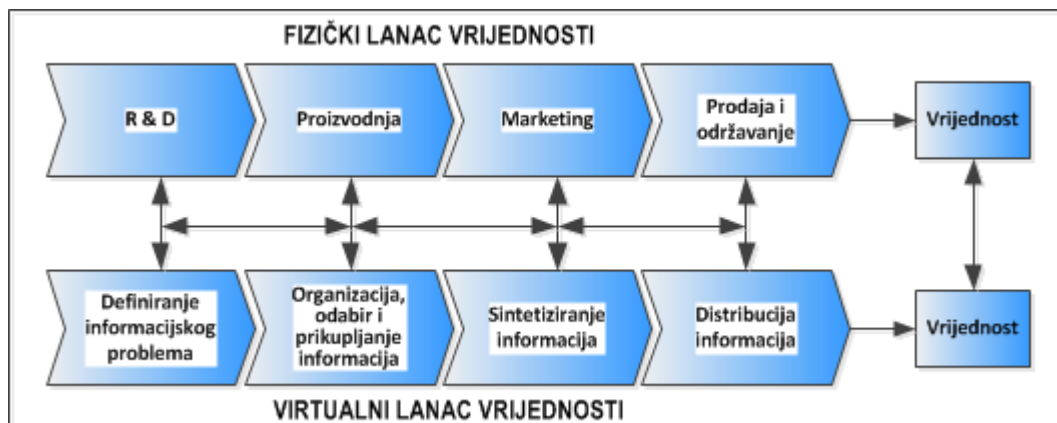 FIZIČKI LANAC VRIJEDNOSTI
R & D
Proizvodnja
Marketing
Prodaja i
održavanje
Vrijednost
Definiranje
informacijskog
problema
Organizacija,
odabir i
prikupljanje
informacija
Sintetiziranje
informacija
Distribucija
informacija
Vrijednost
VIRTUALNI LANAC VRIJEDNOSTI